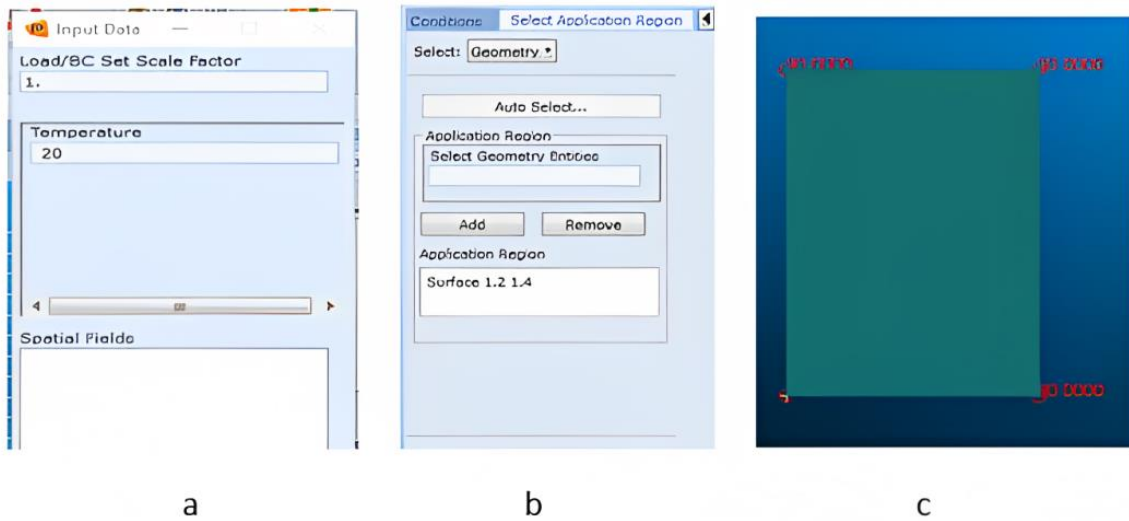 Input Data
Load/BC Set Scale Factor
1.
Temperature
20
Spatial Fields
Conditions
Select Application Region
Select:
Geometry
Auto Select...
Application Region
Select Geometry Entities
Add
Remove
Application Region
Surface 1.2 1.4
a
b
c